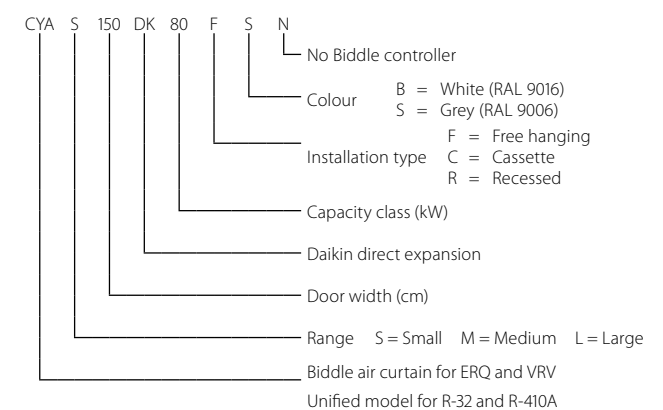 CYA S 150 DK 80 F S N
No Biddle controller
Colour
B = White (RAL 9016)
S = Grey (RAL 9006)
Installation type
F = Free hanging
C = Cassette
R = Recessed
Capacity class (kW)
Daikin direct expansion
Door width (cm)
Range S = Small M = Medium L = Large
Biddle air curtain for ERQ and VRV
Unified model for R-32 and R-410A